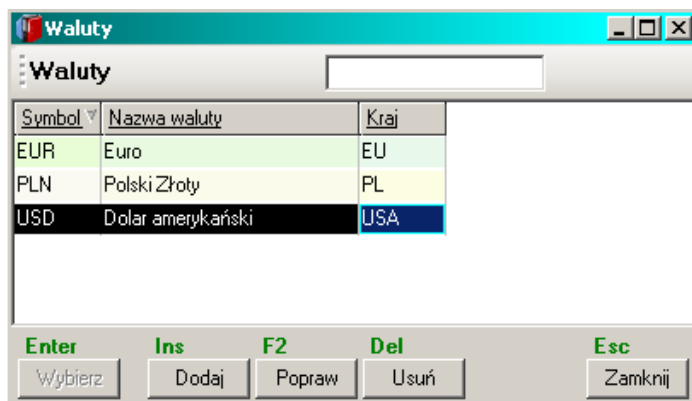 Waluty
Waluty
Symbol Nazwa waluty Kraj
EUR Euro EU
PLN Polski Złoty PL
USD Dolar amerykański USA
Enter Ins F2 Del Esc
Wybierz Dodaj Popraw Usuń Zamknij